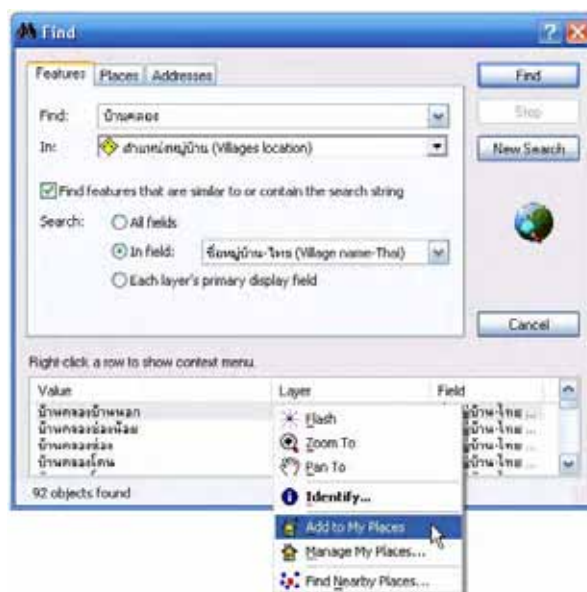 Find
Features Places Addresses
Find
Find: บ้านคลอง
Stop
In: ตำแหน่งหมู่บ้าน (Villages location)
New Search
Find features that are similar to or contain the search string
Search: All fields
In field: ชื่อหมู่บ้าน-ไทย (Village name-Thai)
Each layer's primary display field
Cancel
Right-click a row to show context menu.
Value Layer Field
บ้านคลองบ้านหนอก
บ้านคลองช่องน้อย
บ้านคลองช่อง
บ้านคลองโคน
92 objects found
Flash
Zoom To
Pan To
Identify...
Add to My Places
Manage My Places...
Find Nearby Places...